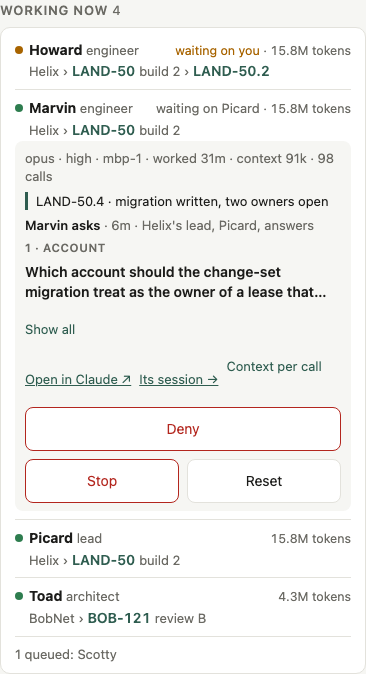 WORKING NOW 4
Howard engineer waiting on you · 15.8M tokens
Helix › LAND-50 build 2 › LAND-50.2
Marvin engineer waiting on Picard · 15.8M tokens
Helix › LAND-50 build 2
opus · high · mbp-1 · worked 31m · context 91k · 98
calls
LAND-50.4 · migration written, two owners open
Marvin asks · 6m · Helix's lead, Picard, answers
1 · ACCOUNT
Which account should the change-set
migration treat as the owner of a lease that...
Show all
Context per call
Open in Claude ↗ Its session →
Deny
Stop Reset
Picard lead 15.8M tokens
Helix › LAND-50 build 2
Toad architect 4.3M tokens
BobNet › BOB-121 review B
1 queued: Scotty